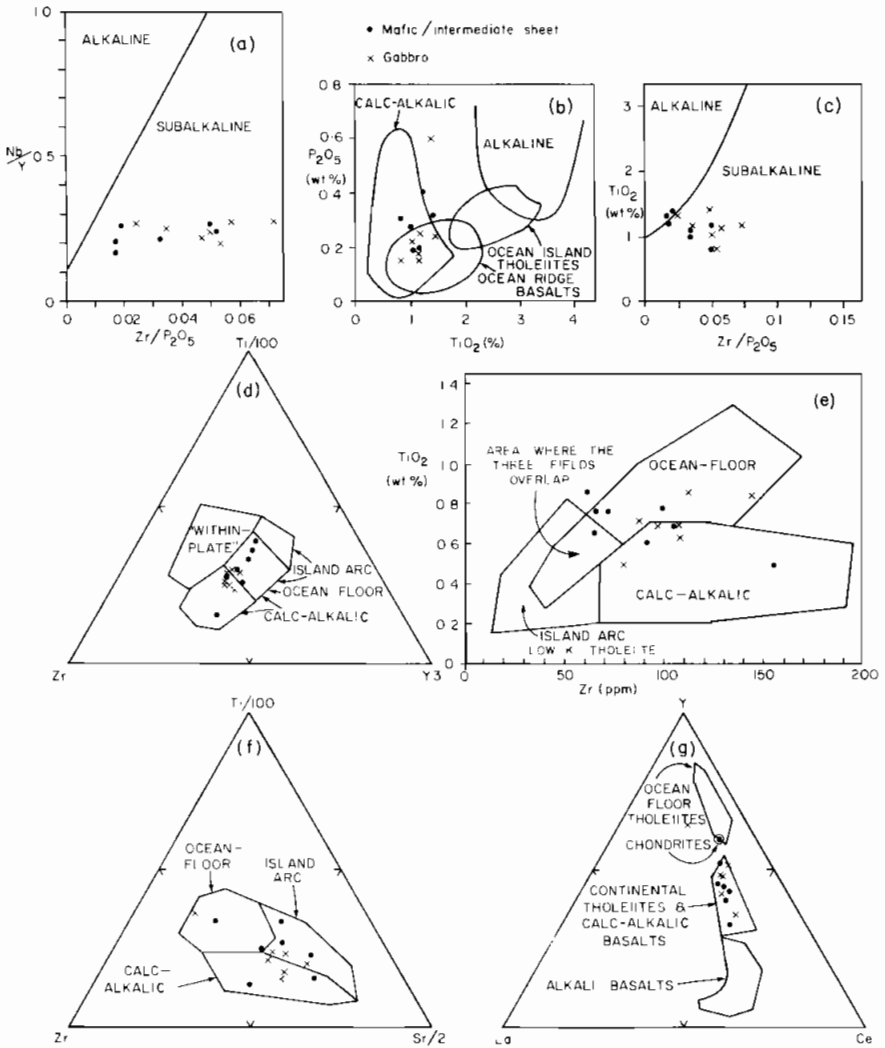 • Mafic / intermediate sheet
× Gabbro
(a)
ALKALINE
SUBALKALINE
1 0
0 5
0
Nb/Y
0 0 02 0 04 0 06
Zr/P2O5
(b)
CALC-ALKALIC
ALKALINE
OCEAN ISLAND
THOLEIITES
OCEAN RIDGE
BASALTS
0 8
0·6
P2O5
(wt %)
0 4
0 2
0
0 1 2 3 4
TiO2(%)
(c)
ALKALINE
SUBALKALINE
3
2
TiO2
(wt %)
1
0
0 0 05 0 1 0 15
Zr/P2O5
Ti/100
(d)
"WITHIN-
PLATE"
ISLAND ARC
OCEAN FLOOR
CALC-ALKALIC
Zr
Y3
(e)
AREA WHERE THE
THREE FIELDS
OVERLAP
OCEAN-FLOOR
CALC-ALKALIC
ISLAND ARC
LOW K THOLEIITE
1 4
1·2
TiO2
(wt %)
1 0
0 8
0 6
0·4
0 2
0
0 50 100 150 200
Zr (ppm)
Ti/100
(f)
OCEAN-
FLOOR
ISLAND
ARC
CALC-
ALKALIC
Zr
Sr/2
Y
(g)
OCEAN
FLOOR
THOLEIITES
CHONDRITES
CONTINENTAL
THOLEIITES &
CALC-ALKALIC
BASALTS
ALKALI BASALTS
La
Ce